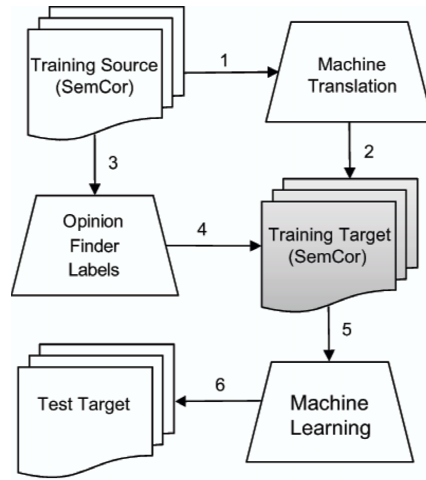 Training Source
(SemCor)
1
Machine
Translation
3
2
Opinion
Finder
Labels
4
Training Target
(SemCor)
5
Test Target
6
Machine
Learning